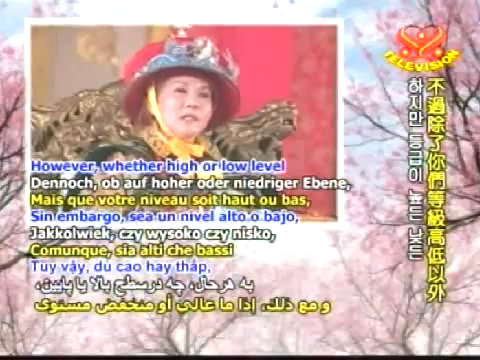 TELEVISION
However, whether high or low level
Dennoch, ob auf hoher oder niedriger Ebene,
Mais que votre niveau soit haut ou bas,
Sin embargo, sea un nivel alto o bajo,
Jakkolwiek, czy wysoko czy nisko,
Comunque, sia alti che bassi
Tuy vậy, dù cao hay thấp,
به هر حال، چه در سطح بالا یا پایین،
و مع ذلك، إذا ما عالي أو منخفض مستوى
不過除了你們等級高低以外
하지만 등급이 높든 낮든